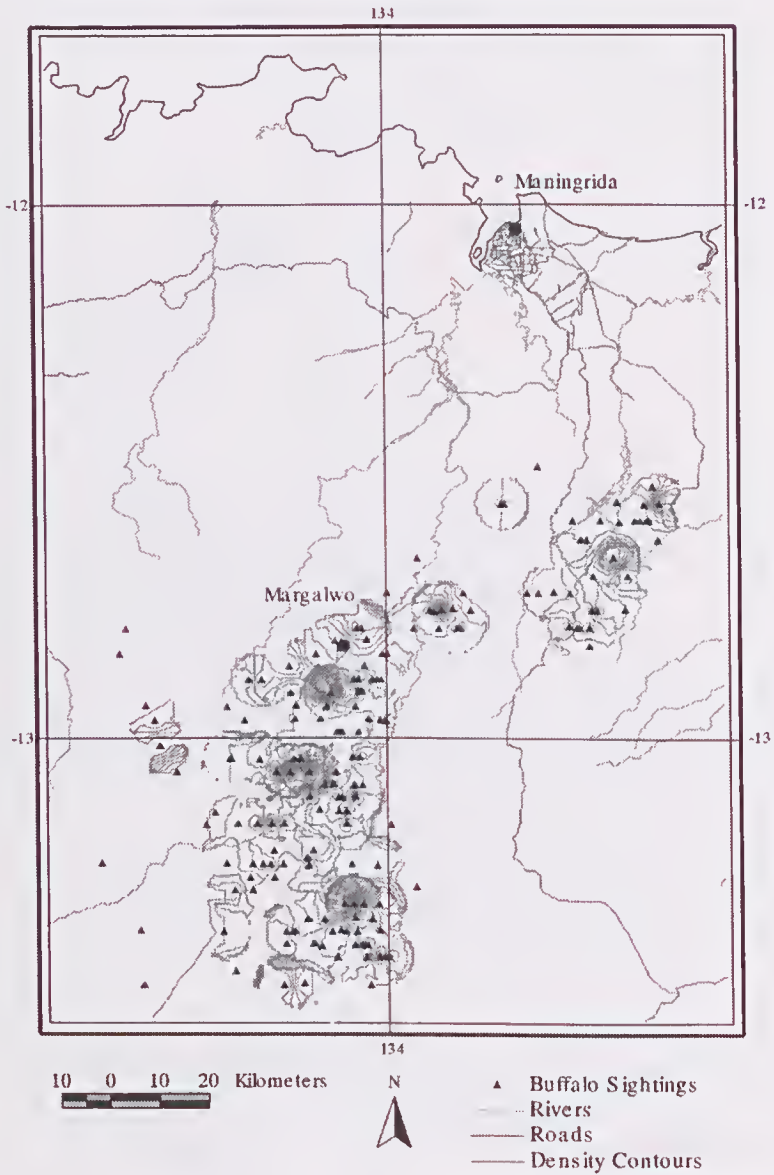 134
Maningrida
-12 -12
Margalwo
-13 -13
134
10 0 10 20 Kilometers
N
Buffalo Sightings
Rivers
Roads
Density Contours